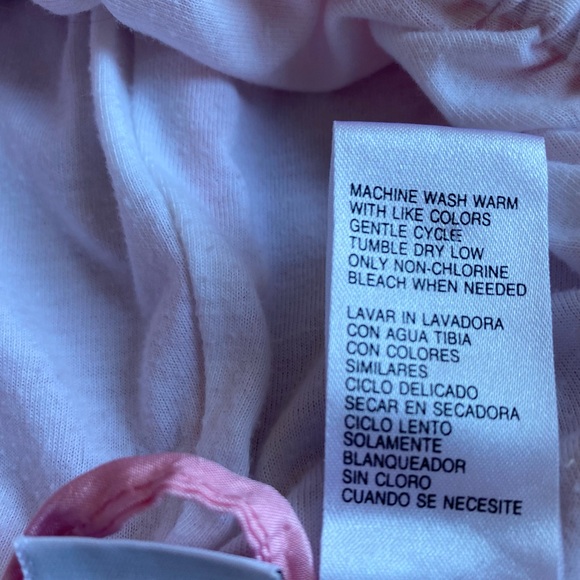 MACHINE WASH WARM
WITH LIKE COLORS
GENTLE CYCLE
TUMBLE DRY LOW
ONLY NON-CHLORINE
BLEACH WHEN NEEDED
LAVAR IN LAVADORA
CON AGUA TIBIA
CON COLORES
SIMILARES
CICLO DELICADO
SECAR EN SECADORA
CICLO LENTO
SOLAMENTE
BLANQUEADOR
SIN CLORO
CUANDO SE NECESITE